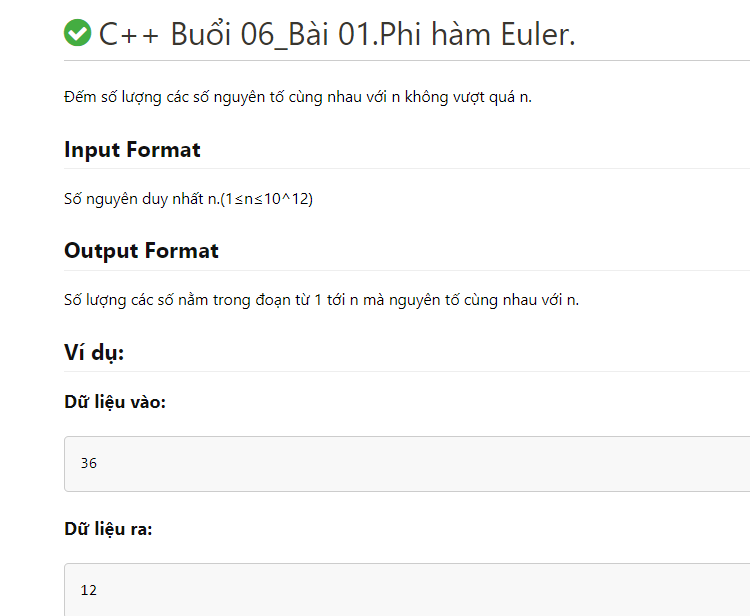 C++ Buổi 06_Bài 01.Phi hàm Euler.
Đếm số lượng các số nguyên tố cùng nhau với n không vượt quá n.
Input Format
Số nguyên duy nhất n.(1≤n≤10^12)
Output Format
Số lượng các số nằm trong đoạn từ 1 tới n mà nguyên tố cùng nhau với n.
Ví dụ:
Dữ liệu vào:
36
Dữ liệu ra:
12